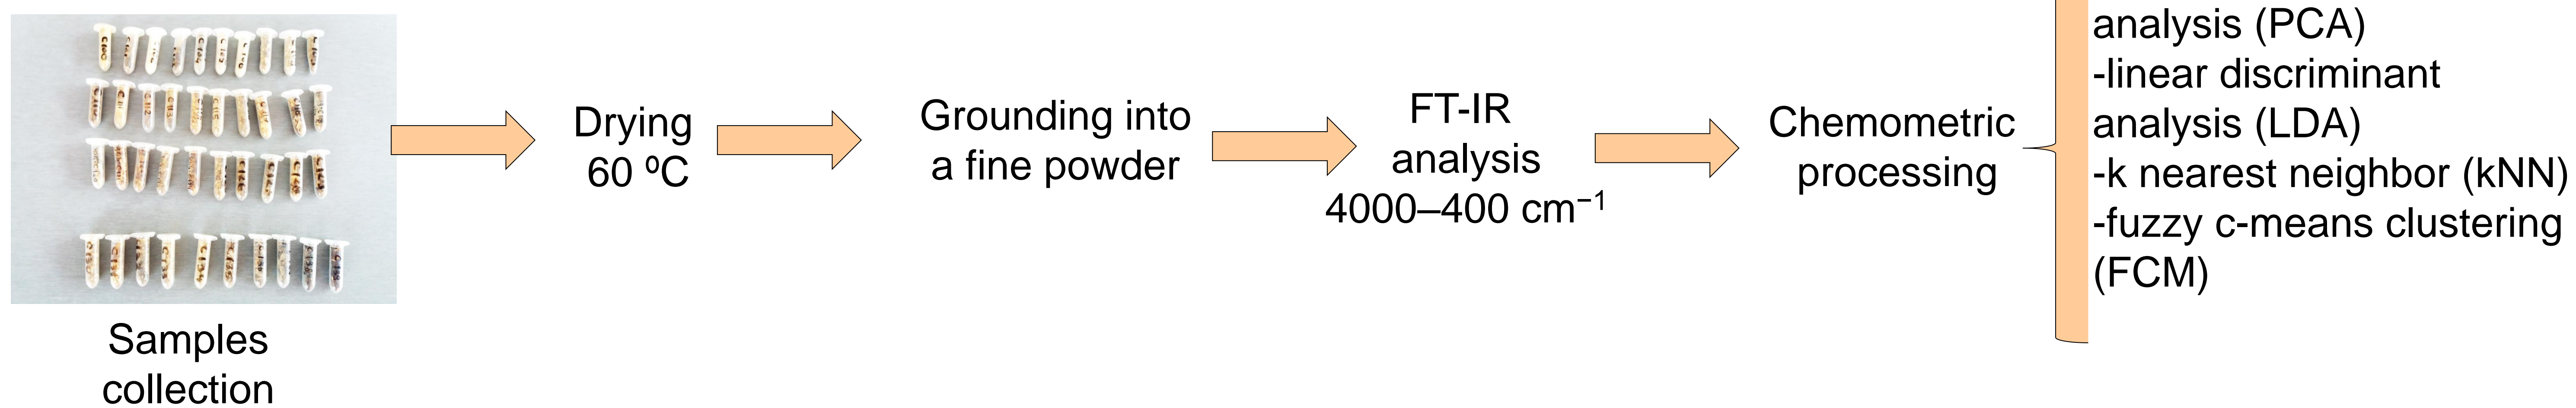 Samples
collection
Drying
60 ºC
Grounding into
a fine powder
FT-IR
analysis
4000–400 cm⁻¹
Chemometric
processing
analysis (PCA)
-linear discriminant
analysis (LDA)
-k nearest neighbor (kNN)
-fuzzy c-means clustering
(FCM)